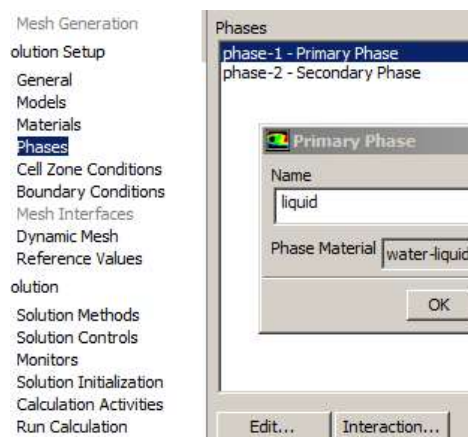 Mesh Generation
olution Setup
General
Models
Materials
Phases
Cell Zone Conditions
Boundary Conditions
Mesh Interfaces
Dynamic Mesh
Reference Values
olution
Solution Methods
Solution Controls
Monitors
Solution Initialization
Calculation Activities
Run Calculation
Phases
phase-1 - Primary Phase
phase-2 - Secondary Phase
Primary Phase
Name
liquid
Phase Material water-liquid
OK
Edit... Interaction...